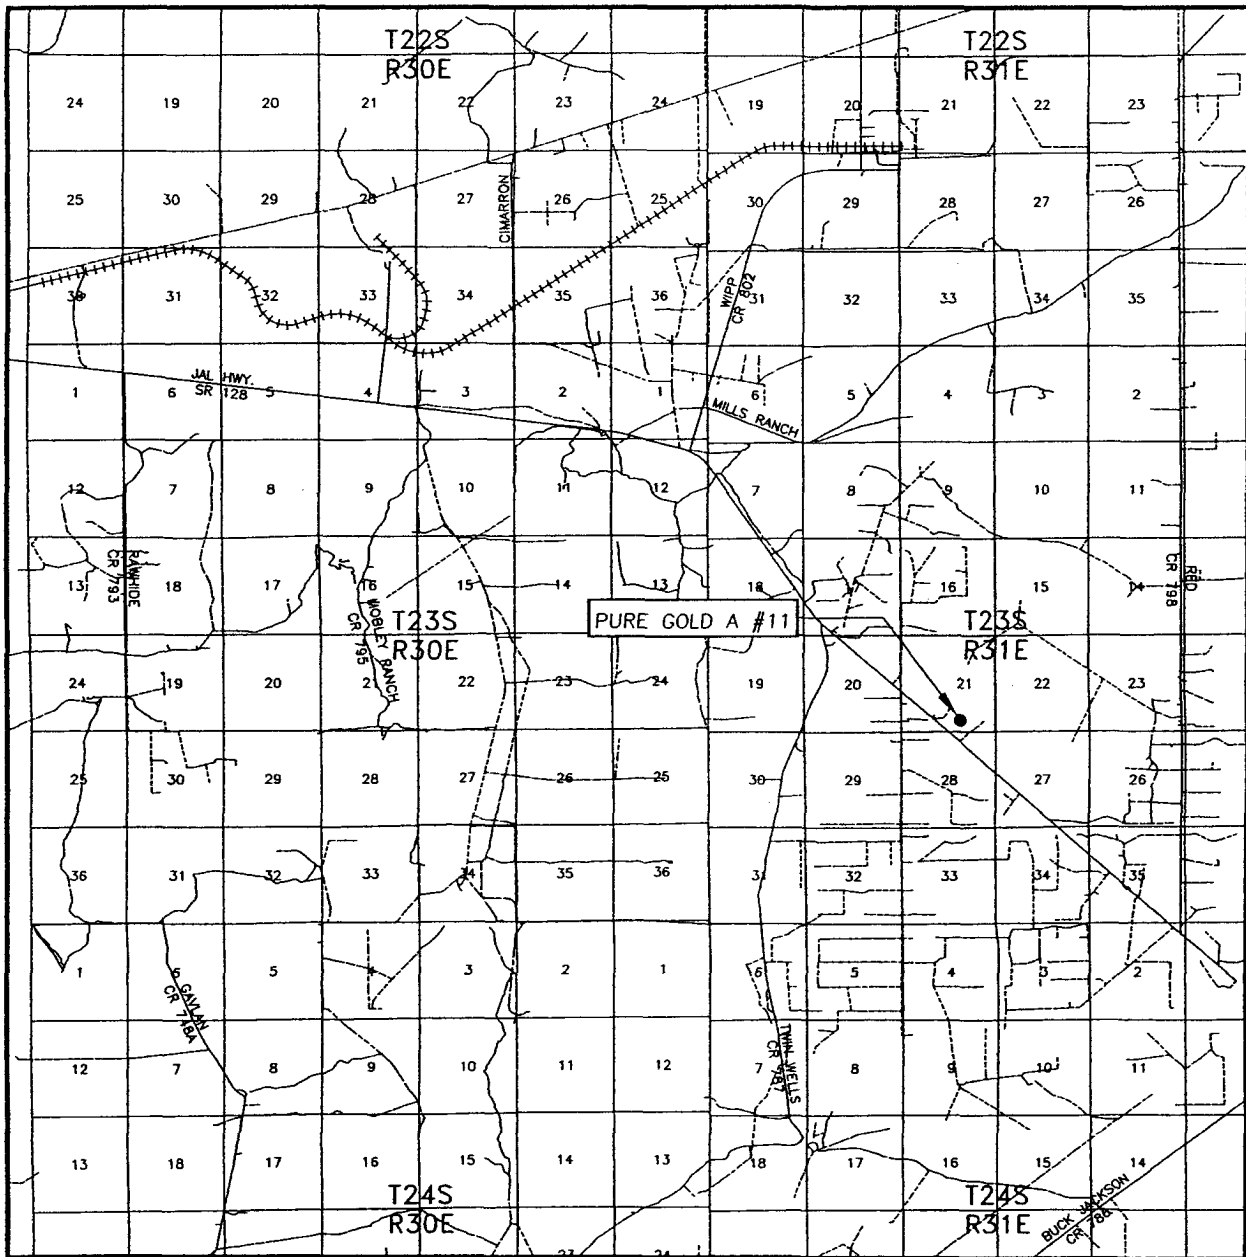 T22S
R30E
T22S
R31E
24 19 20 21 22 23 24 19 20 21 22 23
25 30 29 28 27 26 25 30 29 28 27 26
CIMARRON
36 31 32 33 34 35 36 31 32 33 34 35
WIPP
CR 802
JAL HWY.
SR 128
1 6 5 4 3 2 1 6 5 4 3 2
MILLS RANCH
12 7 8 9 10 11 12 7 8 9 10 11
RAWHIDE
CR 793
RED
CR 798
13 18 17 16 15 14 13 18 16 15 14
MOBLEY RANCH
CR 795
T23S
R30E
PURE GOLD A #11
T23S
R31E
24 19 20 21 22 23 24 19 20 21 22 23
25 30 29 28 27 26 25 30 29 28 27 26
36 31 32 33 34 35 36 31 32 33 34 35
1 6 5 4 3 2 1 6 5 4 3 2
GAVILAN
CR 748A
TWIN WELLS
CR 787
12 7 8 9 10 11 12 7 8 9 10 11
13 18 17 16 15 14 13 18 17 16 15 14
T24S
R30E
T24S
R31E
BUCK JACKSON
CR 786
27 24